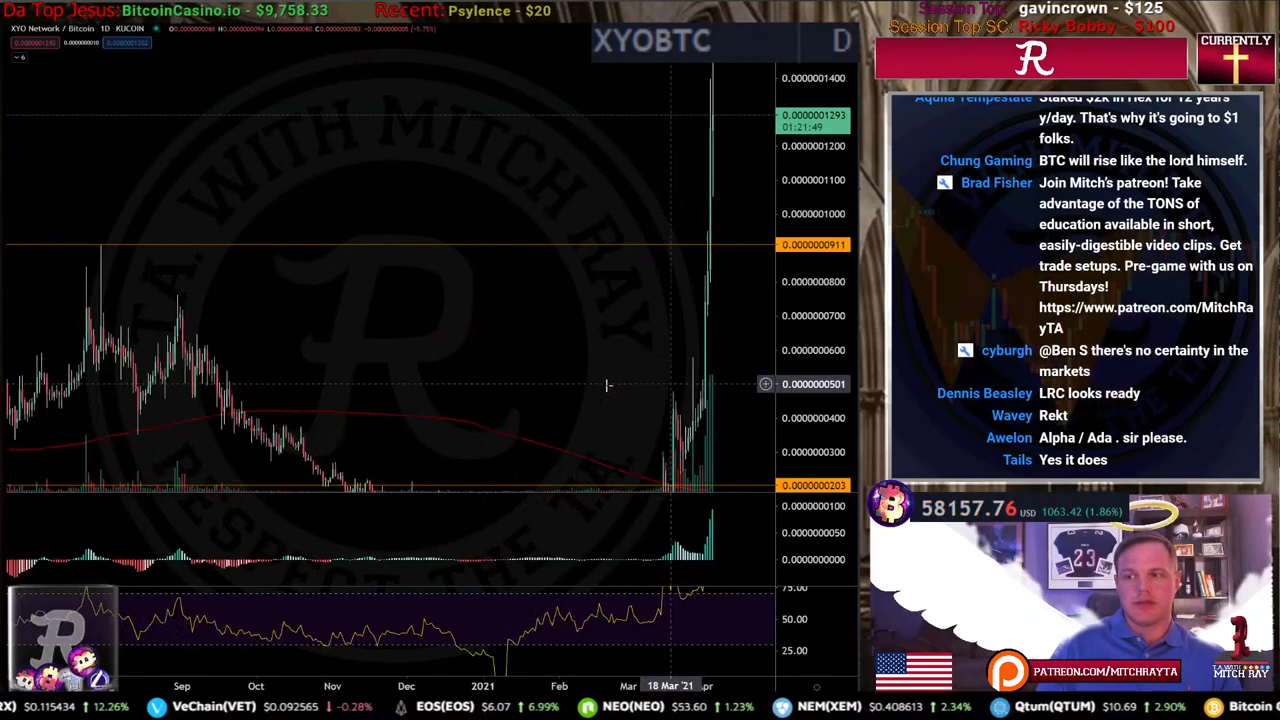 Da Top Jesus:BitcoinCasino.io - $9,758.33
Recent: Psylence - $20
Session Top: gavincrown - $125
Session Top SC: Ricky Bobby - $100
XYO Network / Bitcoin 1D KUCOIN
XYOBTC D
6
0.0000001400
0.0000001293
01:21:49
0.0000001200
0.0000001100
0.0000001000
0.0000000911
0.0000000800
0.0000000700
0.0000000600
0.0000000501
0.0000000400
0.0000000300
0.0000000203
0.0000000100
0.0000000050
0.0000000000
75.00
50.00
25.00
Sep Oct Nov Dec 2021 Feb Mar 18 Mar '21 pr
TA WITH MITCH RAY
RESPECT THE
R
R
CURRENTLY
Aquila Tempestate Staked $2k in Hex for 12 years
y/day. That's why it's going to $1
folks.
Chung Gaming BTC will rise like the lord himself.
Brad Fisher Join Mitch's patreon! Take
advantage of the TONS of
education available in short,
easily-digestible video clips. Get
trade setups. Pre-game with us on
Thursdays!
https://www.patreon.com/MitchRa
yTA
cyburgh @Ben S there's no certainty in the
markets
Dennis Beasley LRC looks ready
Wavey Rekt
Awelon Alpha / Ada . sir please.
Tails Yes it does
58157.76 USD 1063.42 (1.86%)
23
PATREON.COM/MITCHRAYTA
T.A. WITH
MITCH RAY
RX) $0.115434 12.26% VeChain(VET) $0.092565 -0.28% EOS(EOS) $6.07 6.99% NEO(NEO) $53.60 1.23% NEM(XEM) $0.408613 2.34% Qtum(QTUM) $10.69 2.90% Bitcoin